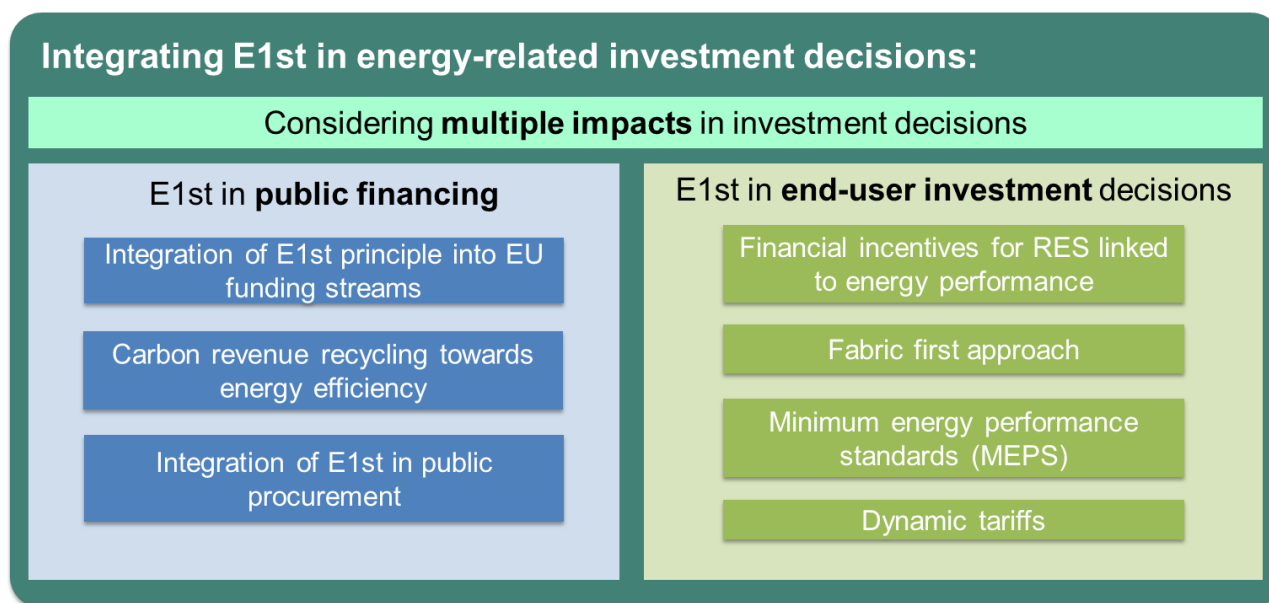 Integrating E1st in energy-related investment decisions:
Considering multiple impacts in investment decisions
E1st in public financing
Integration of E1st principle into EU
funding streams
Carbon revenue recycling towards
energy efficiency
Integration of E1st in public
procurement
E1st in end-user investment decisions
Financial incentives for RES linked
to energy performance
Fabric first approach
Minimum energy performance
standards (MEPS)
Dynamic tariffs